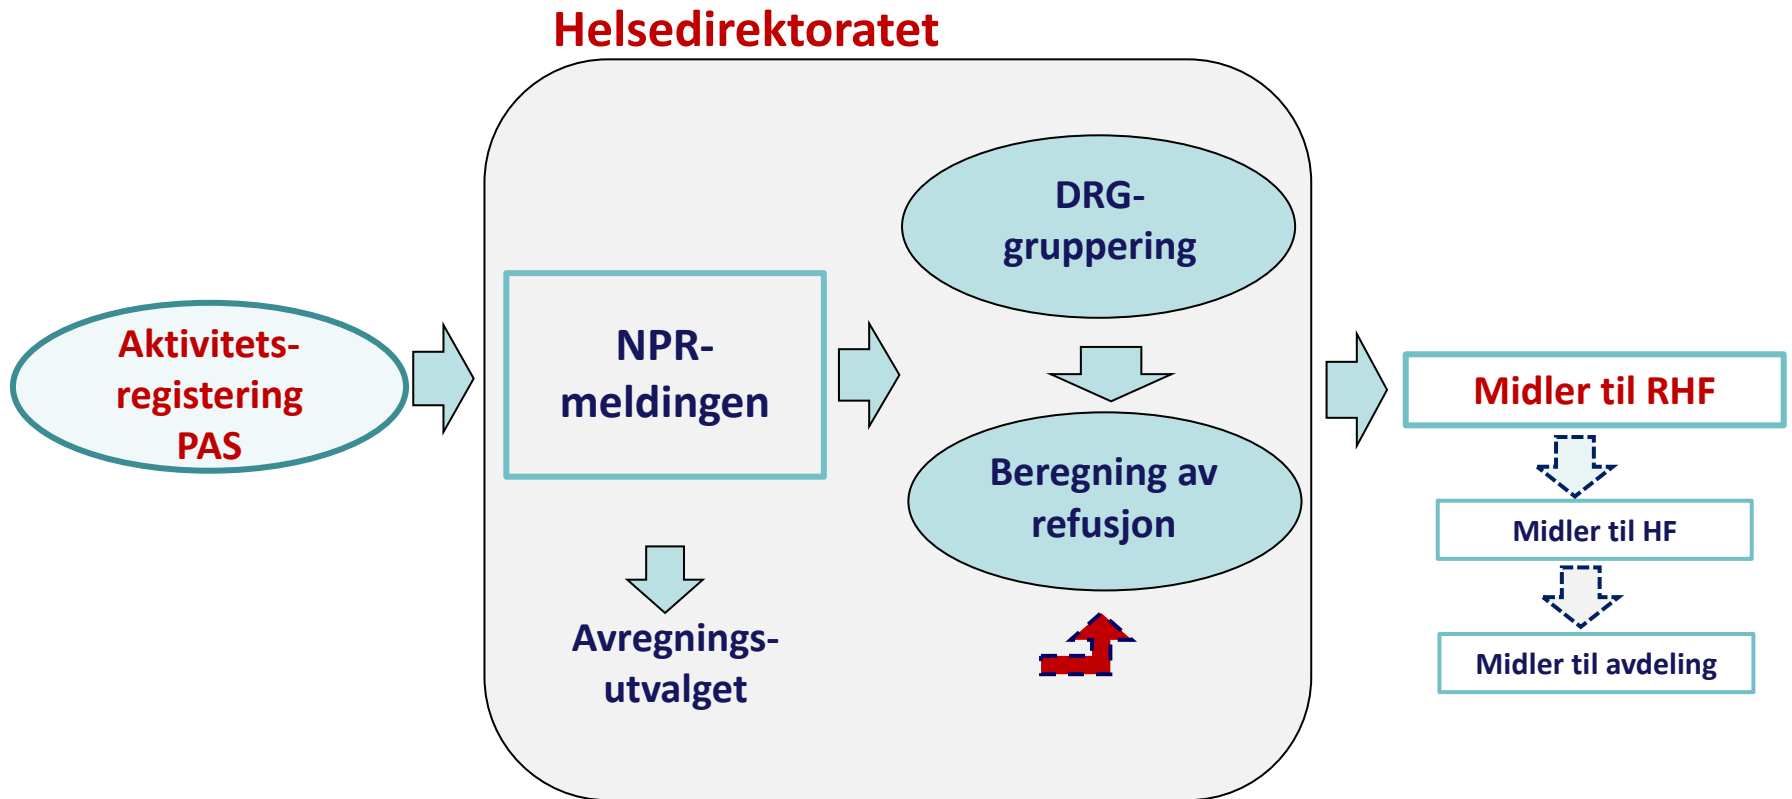 Helsedirektoratet
Aktivitets-
registering
PAS
NPR-
meldingen
Avregnings-
utvalget
DRG-
gruppering
Beregning av
refusjon
Midler til RHF
Midler til HF
Midler til avdeling